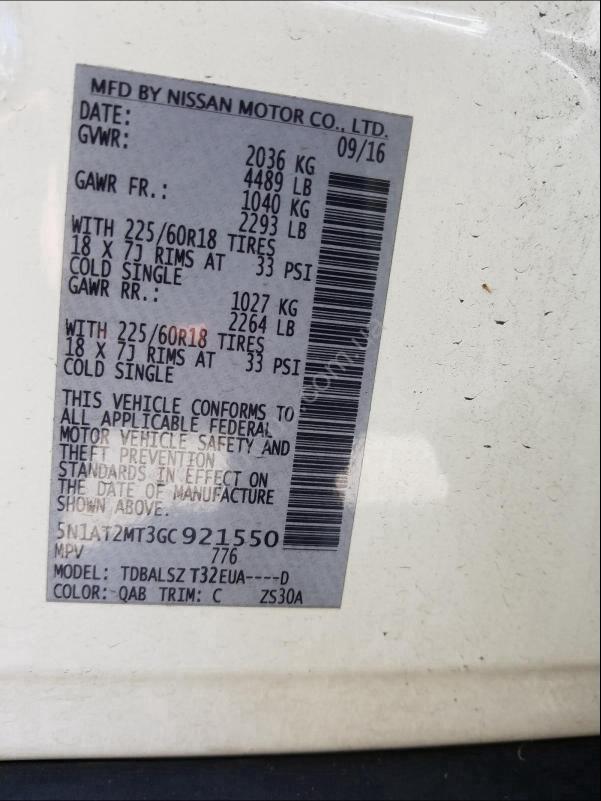 MFD BY NISSAN MOTOR CO., LTD.
DATE: 09/16
GVWR: 2036 KG
4489 LB
GAWR FR.: 1040 KG
2293 LB
WITH 225/60R18 TIRES
18 X 7J RIMS AT 33 PSI
COLD SINGLE
GAWR RR.: 1027 KG
2264 LB
WITH 225/60R18 TIRES
18 X 7J RIMS AT 33 PSI
COLD SINGLE
THIS VEHICLE CONFORMS TO
ALL APPLICABLE FEDERAL
MOTOR VEHICLE SAFETY AND
THEFT PREVENTION
STANDARDS IN EFFECT ON
THE DATE OF MANUFACTURE
SHOWN ABOVE.
5N1AT2MT3GC921550
MPV 776
MODEL: TDBALSZ T32EUA----D
COLOR: QAB TRIM: C ZS30A